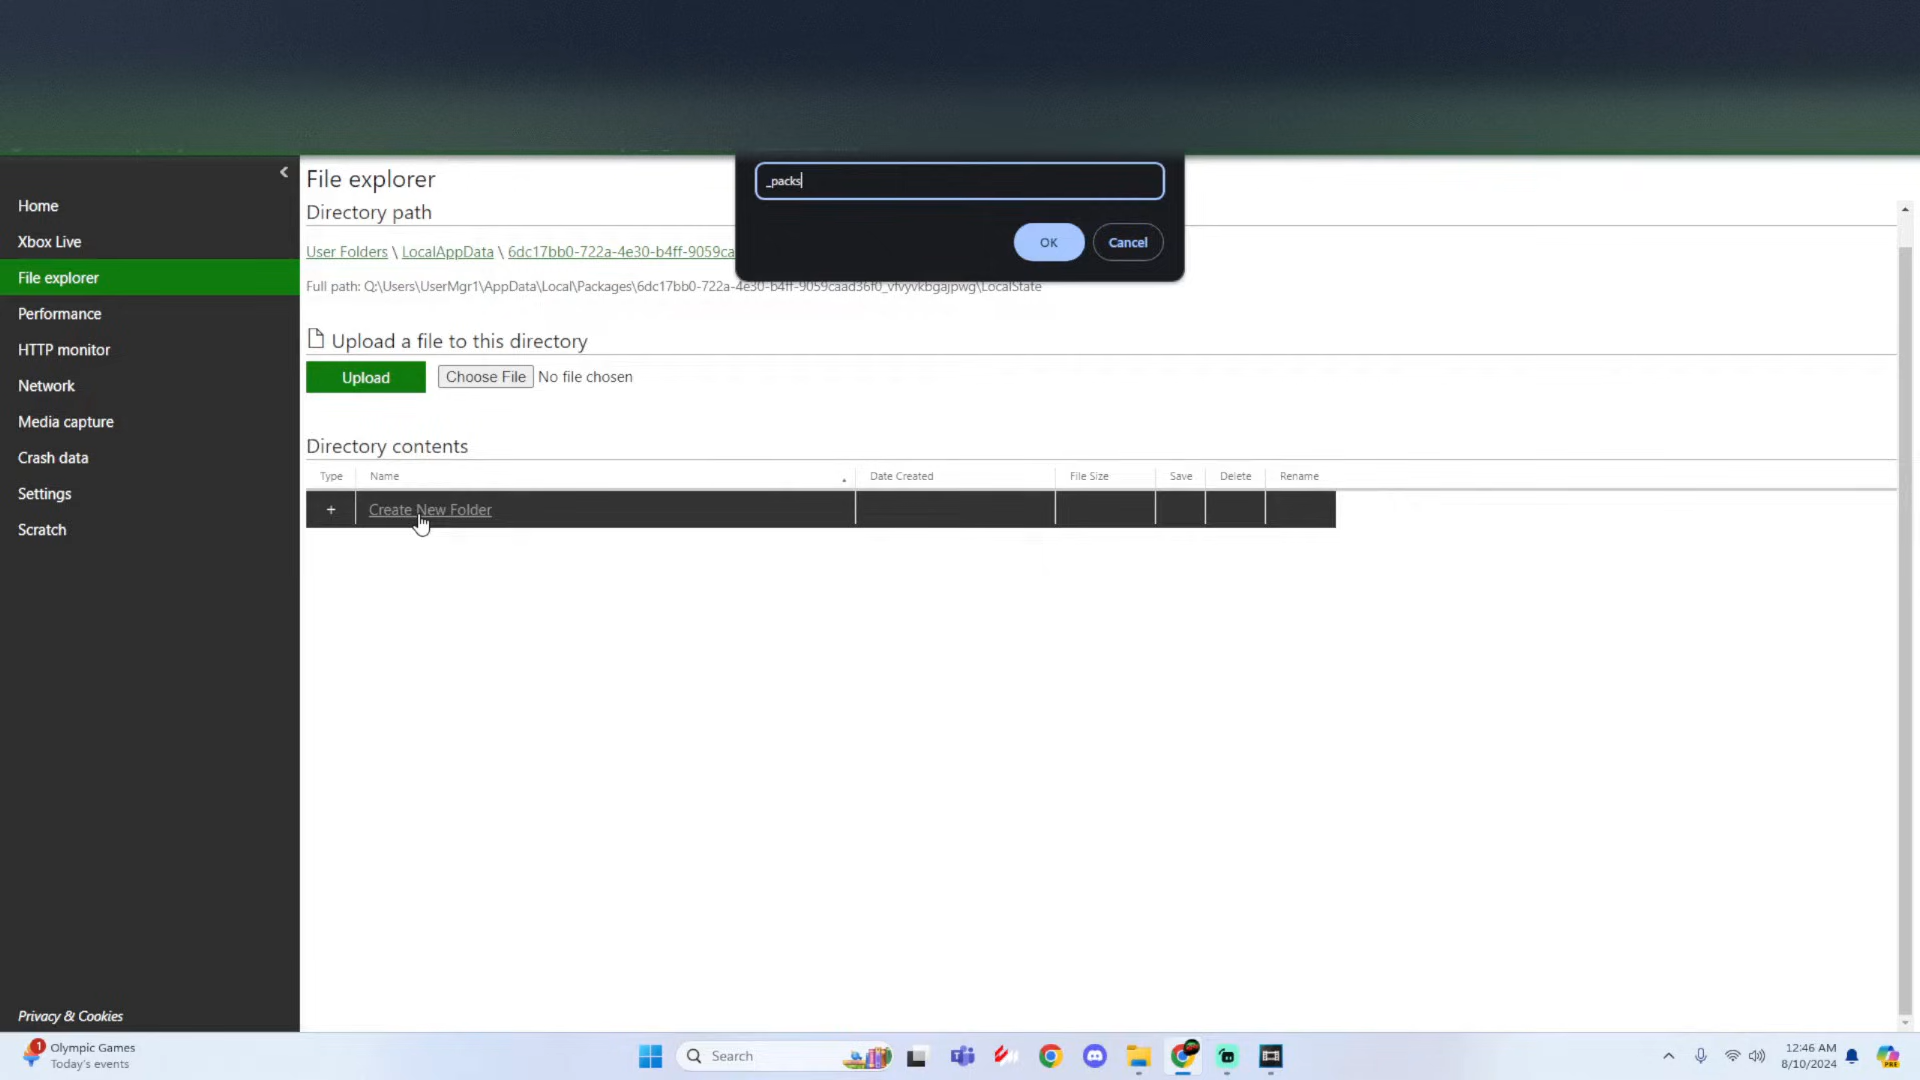 _packs
OK
Cancel
Home
Xbox Live
File explorer
Performance
HTTP monitor
Network
Media capture
Crash data
Settings
Scratch
Privacy & Cookies
File explorer
Directory path
User Folders \ LocalAppData \ 6dc17bb0-722a-4e30-b4ff-9059ca
Full path: Q:\Users\UserMgr1\AppData\Local\Packages\6dc17bb0-722a-4e30-b4ff-9059caad36f0_vfvyvkbgajpwg\LocalState
Upload a file to this directory
Upload
Choose File No file chosen
Directory contents
Type Name Date Created File Size Save Delete Rename
+ Create New Folder
1
Olympic Games
Today's events
Search
12:46 AM
8/10/2024
PRE